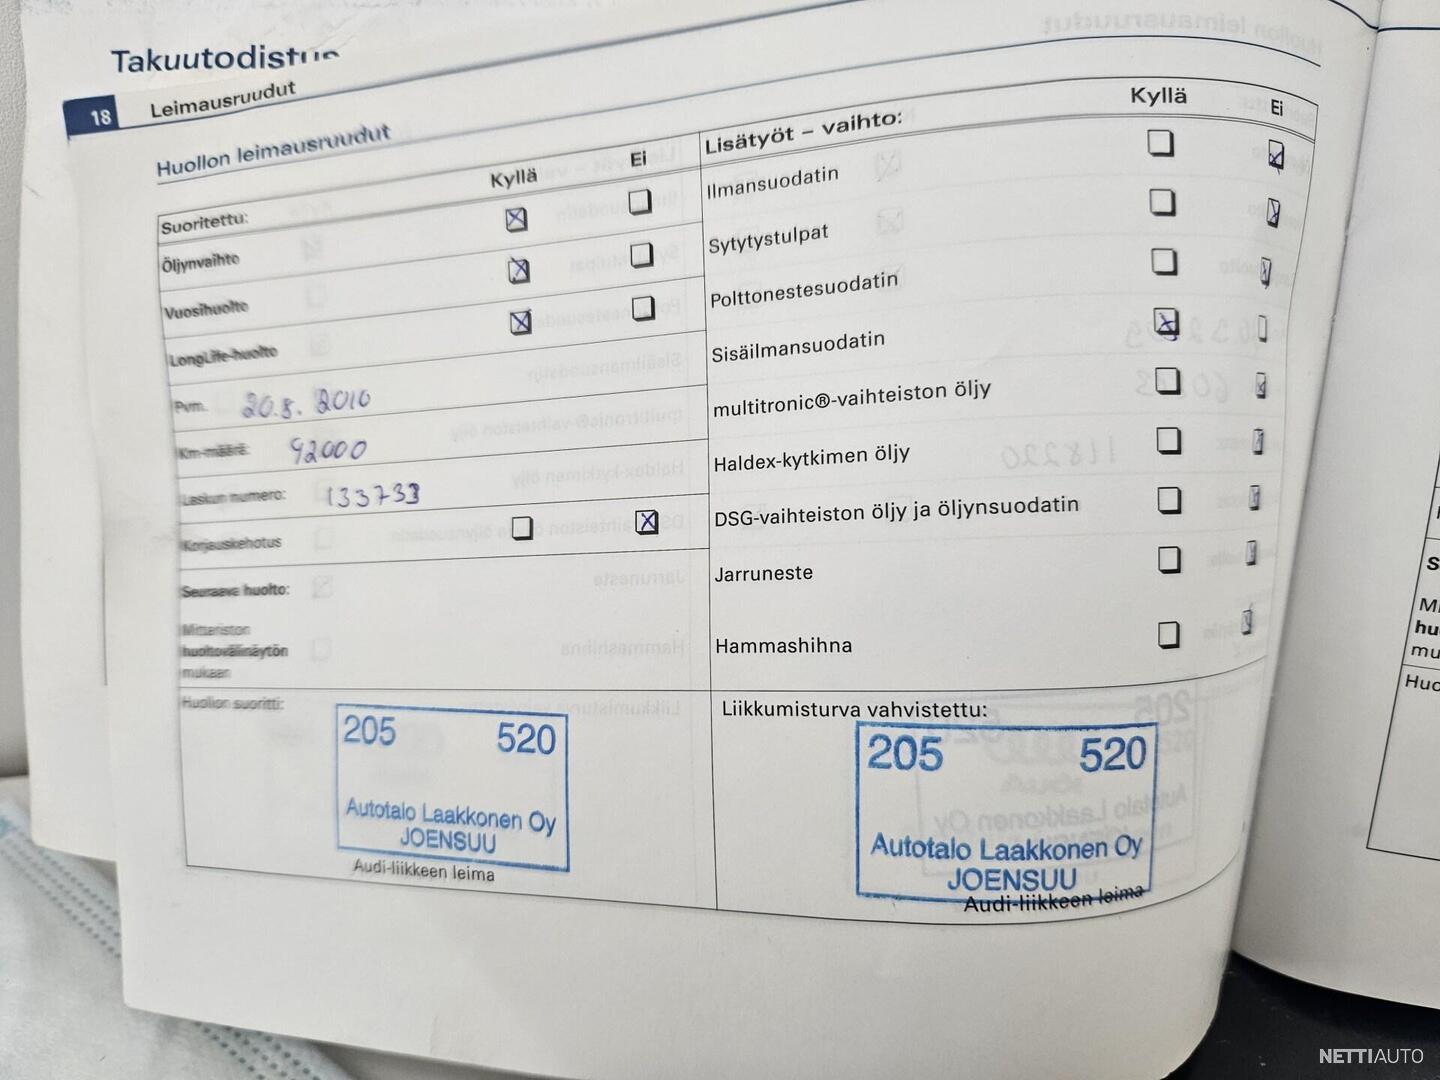 Takuutodistus
18 Leimausruudut
Huollon leimausruudut
Suoritettu: Kyllä Ei
Öljynvaihto
Vuosihuolto
LongLife-huolto
Pvm. 20.8. 2010
Km-määrä: 92000
Laskun numero: 133733
Korjauskehotus
Seuraava huolto:
Mittariston
huoltovälinäytön
mukaan
Huollon suoritti:
205 520
Autotalo Laakkonen Oy
JOENSUU
Audi-liikkeen leima
Lisätyöt – vaihto: Kyllä Ei
Ilmansuodatin
Sytytystulpat
Polttonestesuodatin
Sisäilmansuodatin
multitronic®-vaihteiston öljy
Haldex-kytkimen öljy
DSG-vaihteiston öljy ja öljynsuodatin
Jarruneste
Hammashihna
Liikkumisturva vahvistettu:
205 520
Autotalo Laakkonen Oy
JOENSUU
Audi-liikkeen leima
NETTIAUTO